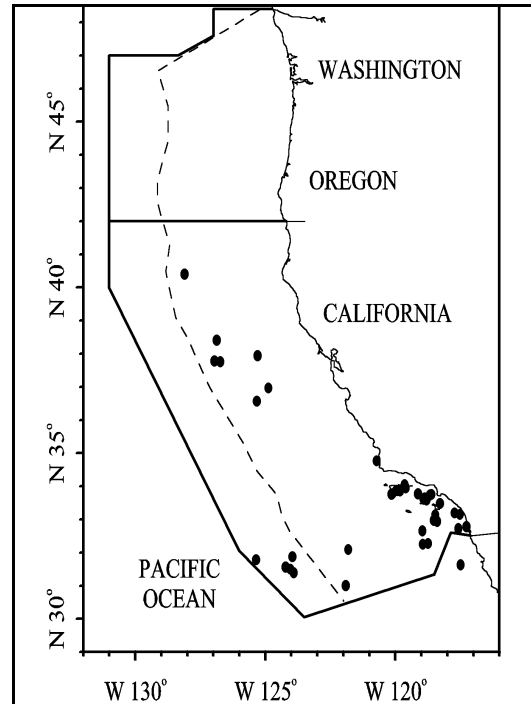 WASHINGTON
N 45°
OREGON
N 40°
CALIFORNIA
N 35°
PACIFIC
OCEAN
N 30°
W 130° W 125° W 120°